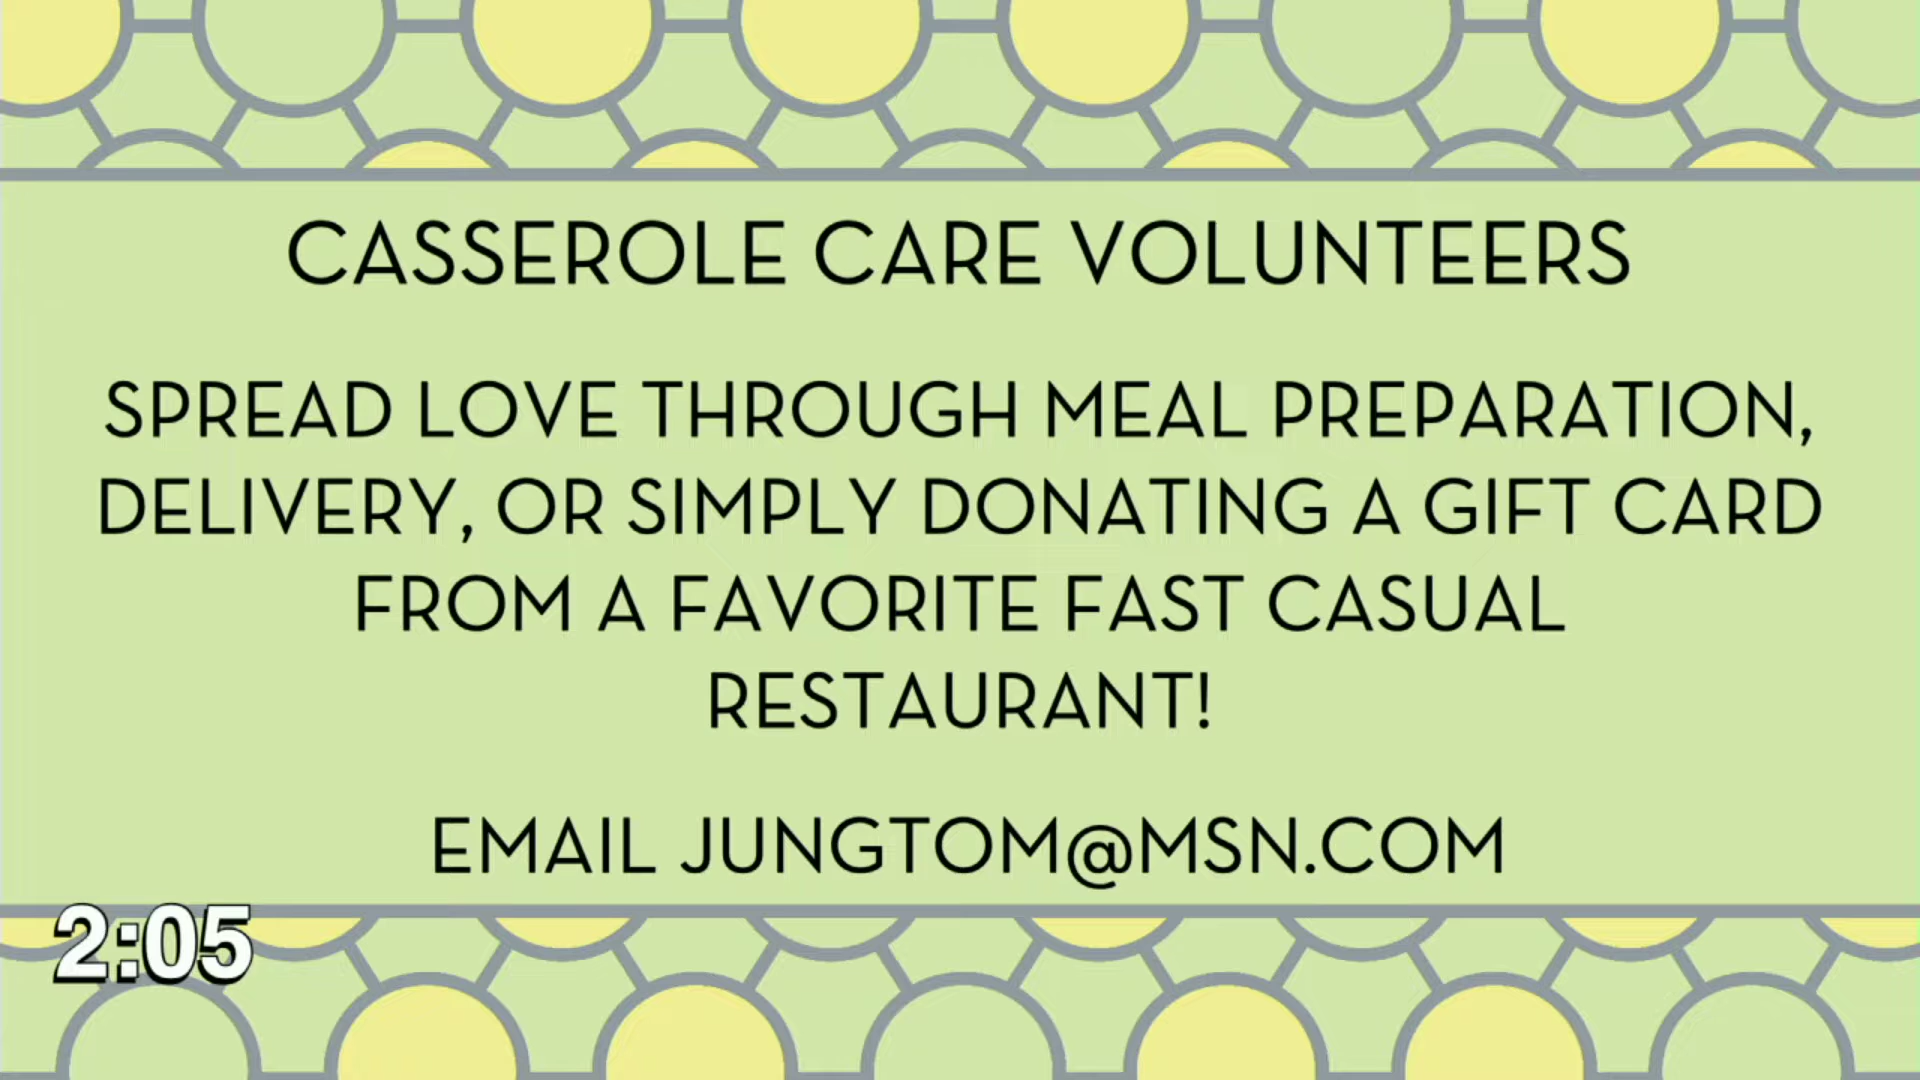 CASSEROLE CARE VOLUNTEERS
SPREAD LOVE THROUGH MEAL PREPARATION,
DELIVERY, OR SIMPLY DONATING A GIFT CARD
FROM A FAVORITE FAST CASUAL
RESTAURANT!
EMAIL JUNGTOM@MSN.COM
2:05